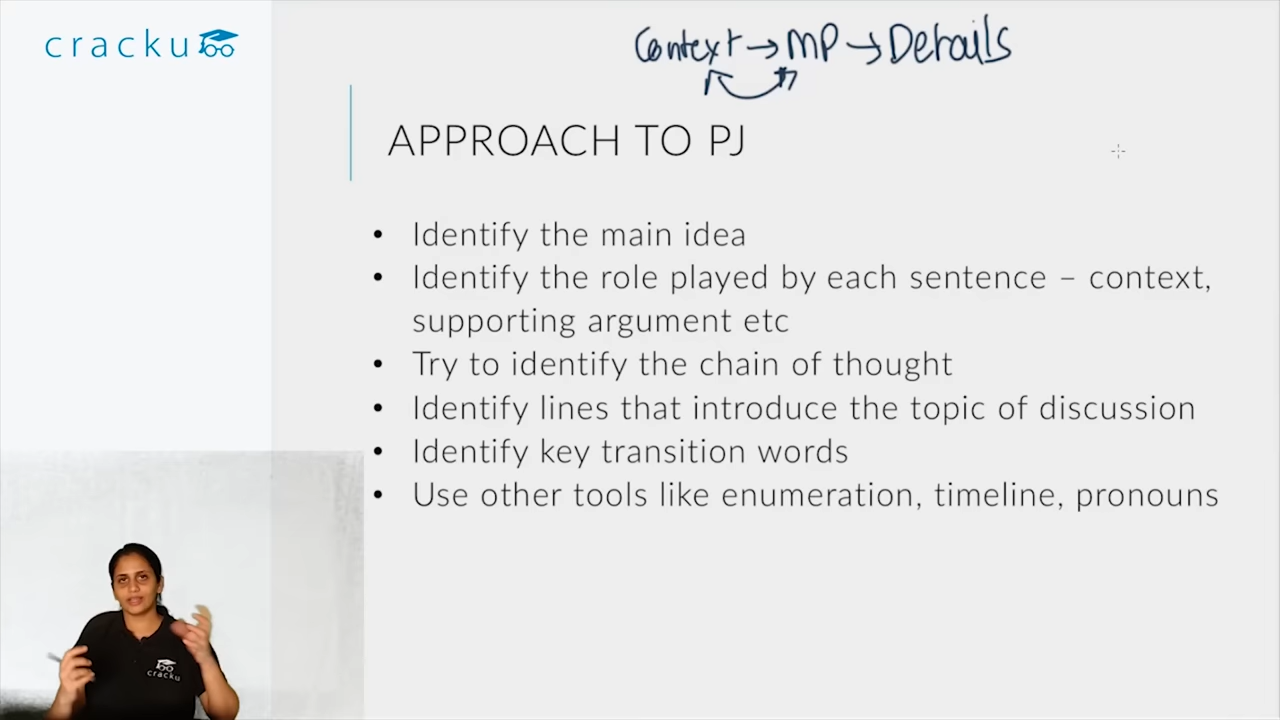 cracku
Context → MP → Details
APPROACH TO PJ
• Identify the main idea
• Identify the role played by each sentence – context,
supporting argument etc
• Try to identify the chain of thought
• Identify lines that introduce the topic of discussion
• Identify key transition words
• Use other tools like enumeration, timeline, pronouns
cracku